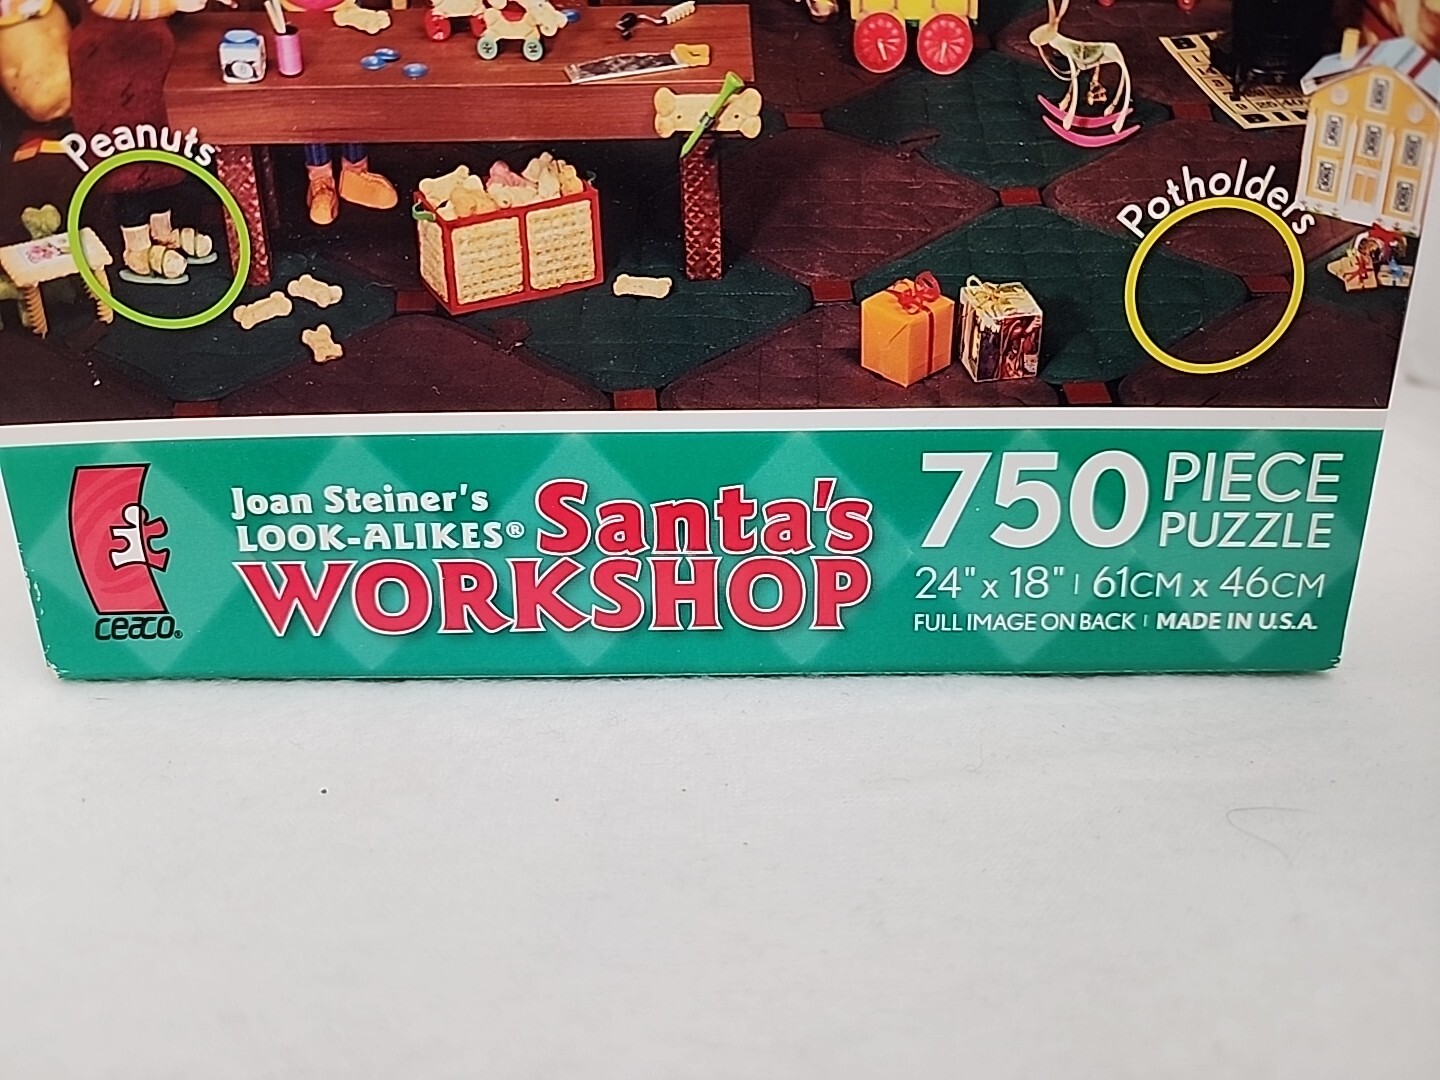 Peanuts
Potholders
Joan Steiner's
LOOK-ALIKES®
Santa's
WORKSHOP
750 PIECE
PUZZLE
24" x 18" | 61CM x 46CM
FULL IMAGE ON BACK | MADE IN U.S.A.
ceaco®